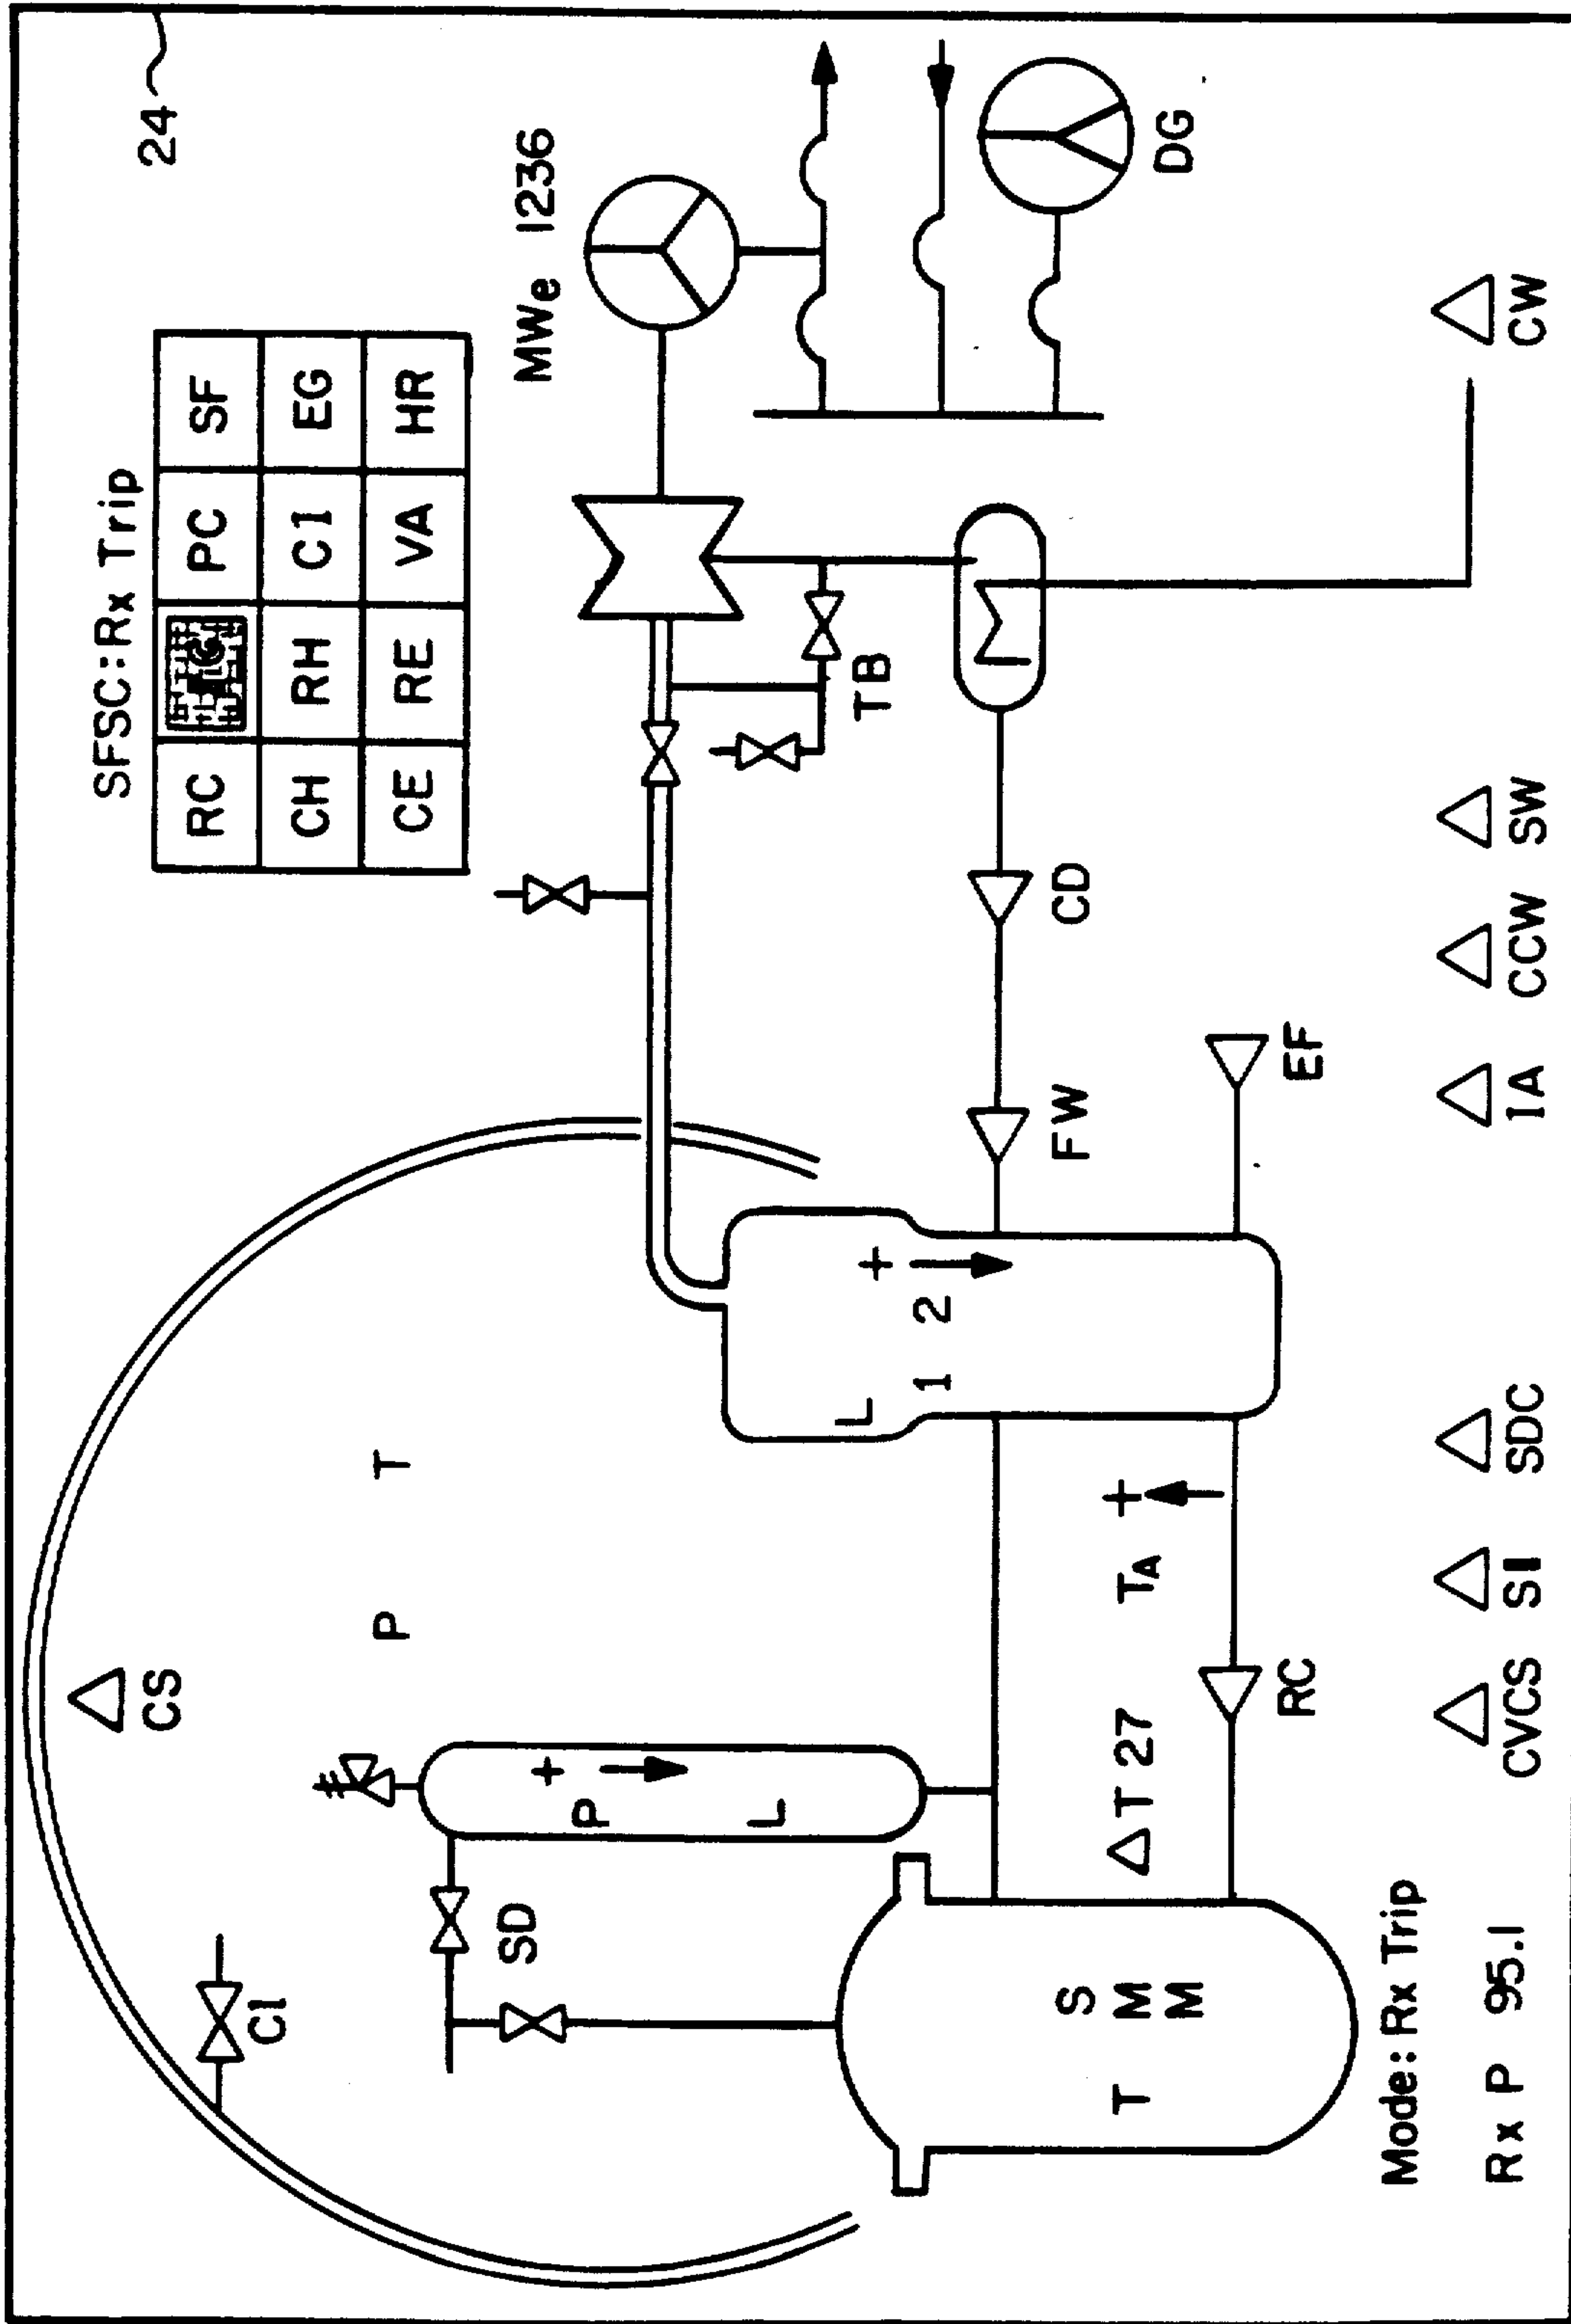 24
SFSC: Rx Trip
RC PC SF
CH RH C1 EG
CE RE VA HR
MWe 1236
CS
C1
SD
P T
+
P
L
TB
DG
L
+
1 2
FW
CD
S
T M
M
ΔT 27
TA +
RC
EF
Mode: Rx Trip
Rx P 95.1
CVCS SI SDC IA CCW SW CW